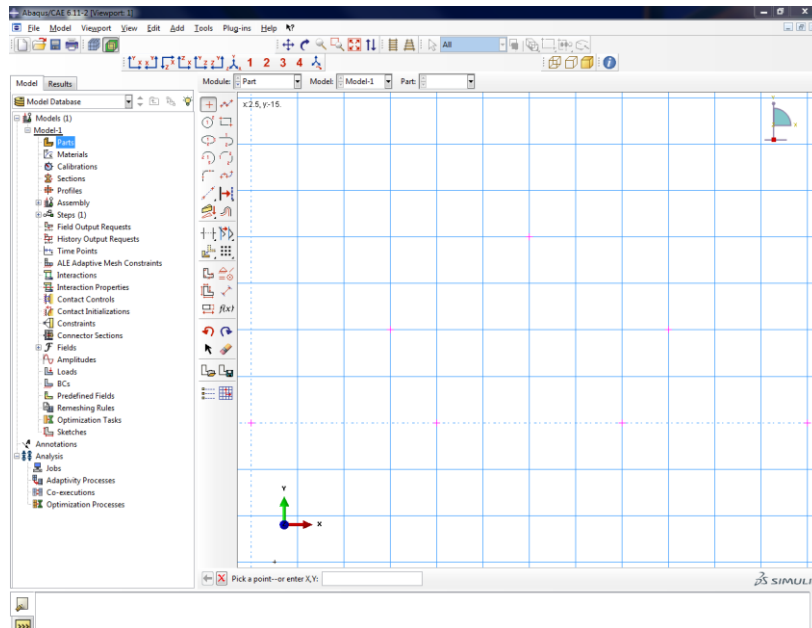 Abaqus/CAE 6.11-2 [Viewport: 1]
File Model Viewport View Edit Add Tools Plug-ins Help
All
1 2 3 4
Model Results
Module: Part Model: Model-1 Part:
Model Database
x:2.5, y:-15.
Models (1)
Model-1
Parts
Materials
Calibrations
Sections
Profiles
Assembly
Steps (1)
Field Output Requests
History Output Requests
Time Points
ALE Adaptive Mesh Constraints
Interactions
Interaction Properties
Contact Controls
Contact Initializations
Constraints
Connector Sections
Fields
Amplitudes
Loads
BCs
Predefined Fields
Remeshing Rules
Optimization Tasks
Sketches
Annotations
Analysis
Jobs
Adaptivity Processes
Co-executions
Optimization Processes
f(x)
Y
X
Pick a point--or enter X,Y:
SIMULI
>>>